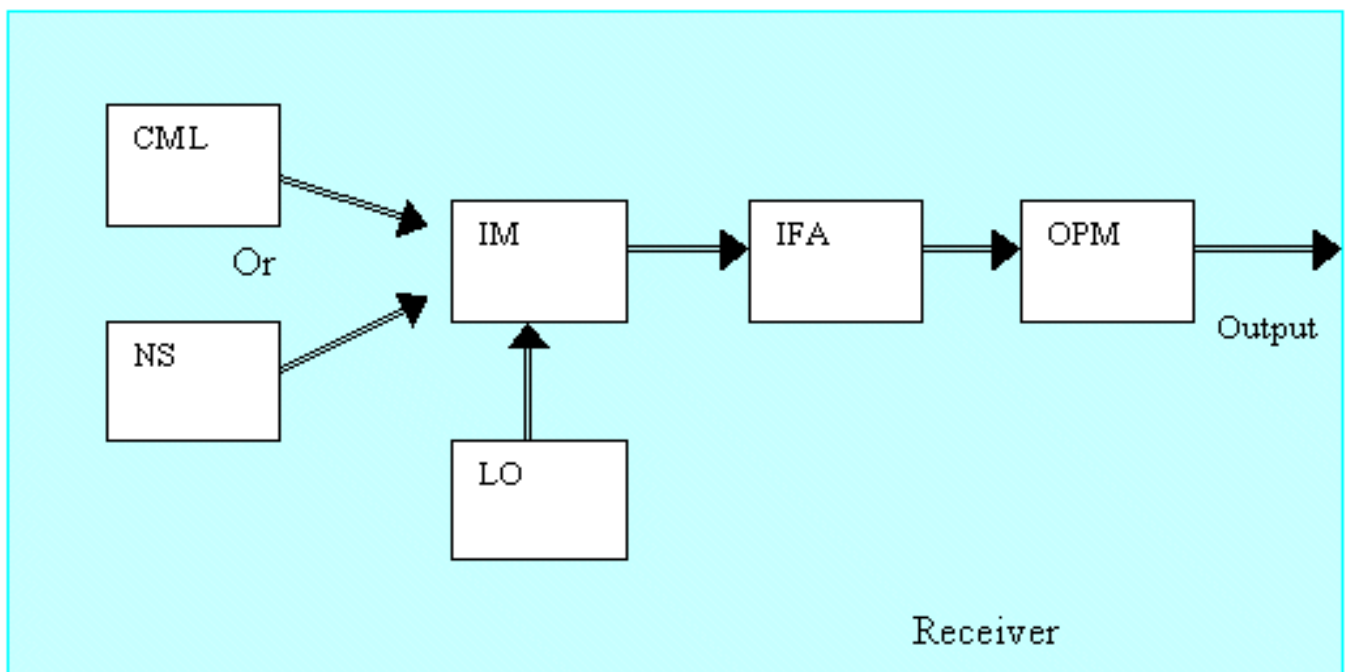 CML
Or
NS
IM
LO
IFA
OPM
Output
Receiver